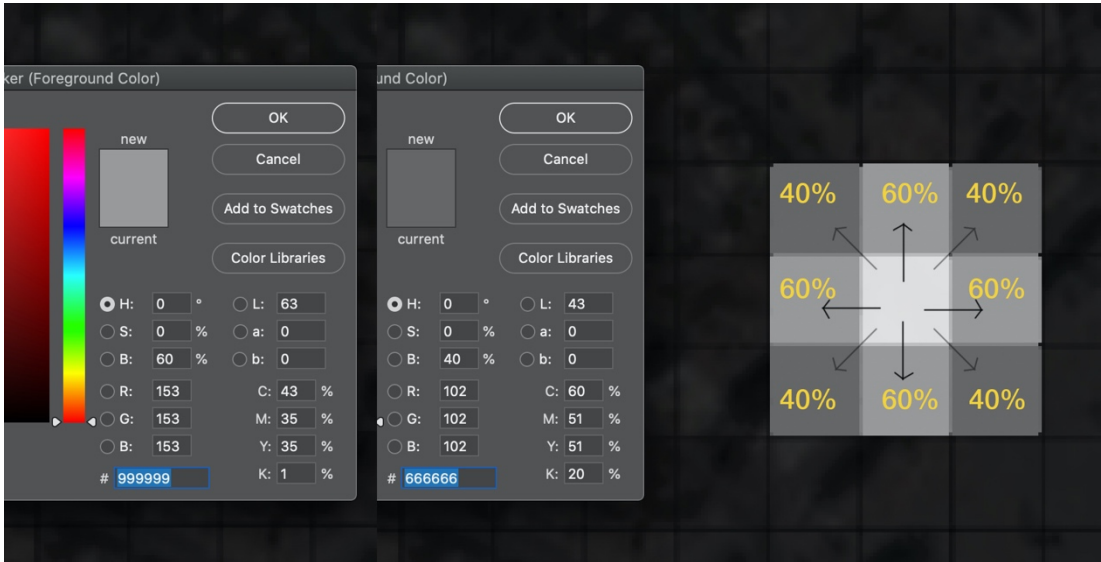 ker (Foreground Color)
new
current
OK
Cancel
Add to Swatches
Color Libraries
H: 0 °
S: 0 %
B: 60 %
R: 153
G: 153
B: 153
# 999999
L: 63
a: 0
b: 0
C: 43 %
M: 35 %
Y: 35 %
K: 1 %
und Color)
new
current
OK
Cancel
Add to Swatches
Color Libraries
H: 0 °
S: 0 %
B: 40 %
R: 102
G: 102
B: 102
# 666666
L: 43
a: 0
b: 0
C: 60 %
M: 51 %
Y: 51 %
K: 20 %
40% 60% 40%
60% 60%
40% 60% 40%